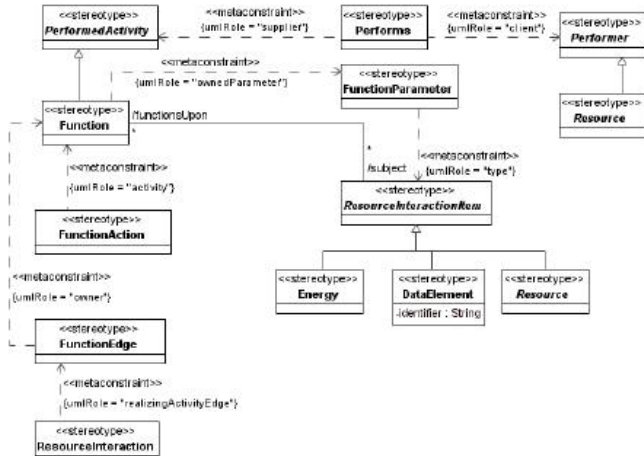 <<stereotype>>
PerformedActivity
<<metaconstraint>>
{umlRole = "supplier"}
<<stereotype>>
Performs
<<metaconstraint>>
{umlRole = "client"}
<<stereotype>>
Performer
<<metaconstraint>>
{umlRole = "ownedParameter"}
<<stereotype>>
FunctionParameter
<<stereotype>>
Resource
<<stereotype>>
Function
/functionsUpon
*
<<metaconstraint>>
{umlRole = "activity"}
*
/subject
<<metaconstraint>>
{umlRole = "type"}
<<stereotype>>
ResourceInteractionItem
<<stereotype>>
FunctionAction
<<metaconstraint>>
{umlRole = "owner"}
<<stereotype>>
Energy
<<stereotype>>
DataElement
-identifier : String
<<stereotype>>
Resource
<<stereotype>>
FunctionEdge
<<metaconstraint>>
{umlRole = "realizingActivityEdge"}
<<stereotype>>
ResourceInteraction